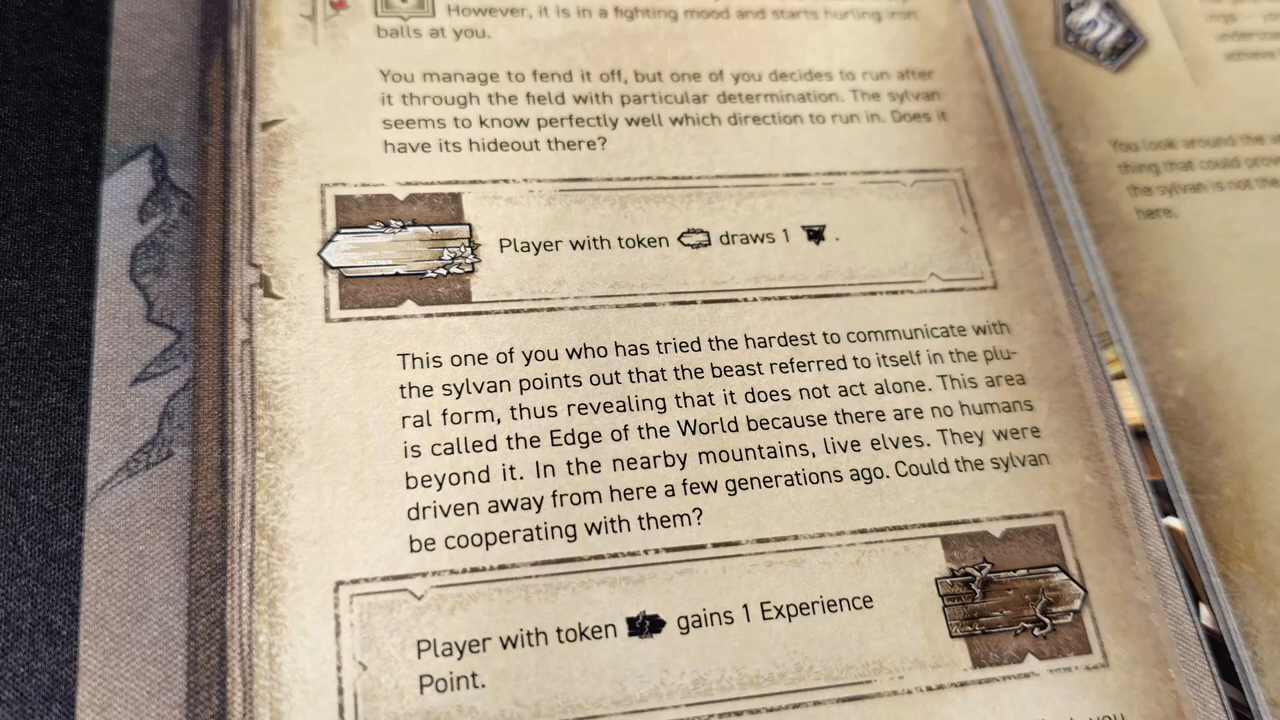 However, it is in a fighting mood and starts hurling iron
balls at you.
You manage to fend it off, but one of you decides to run after
it through the field with particular determination. The sylvan
seems to know perfectly well which direction to run in. Does it
have its hideout there?
Player with token draws 1 .
This one of you who has tried the hardest to communicate with
the sylvan points out that the beast referred to itself in the plu-
ral form, thus revealing that it does not act alone. This area
is called the Edge of the World because there are no humans
beyond it. In the nearby mountains, live elves. They were
driven away from here a few generations ago. Could the sylvan
be cooperating with them?
Player with token gains 1 Experience
Point.
you
You look around the
thing that could
the sylvan is not the
here.